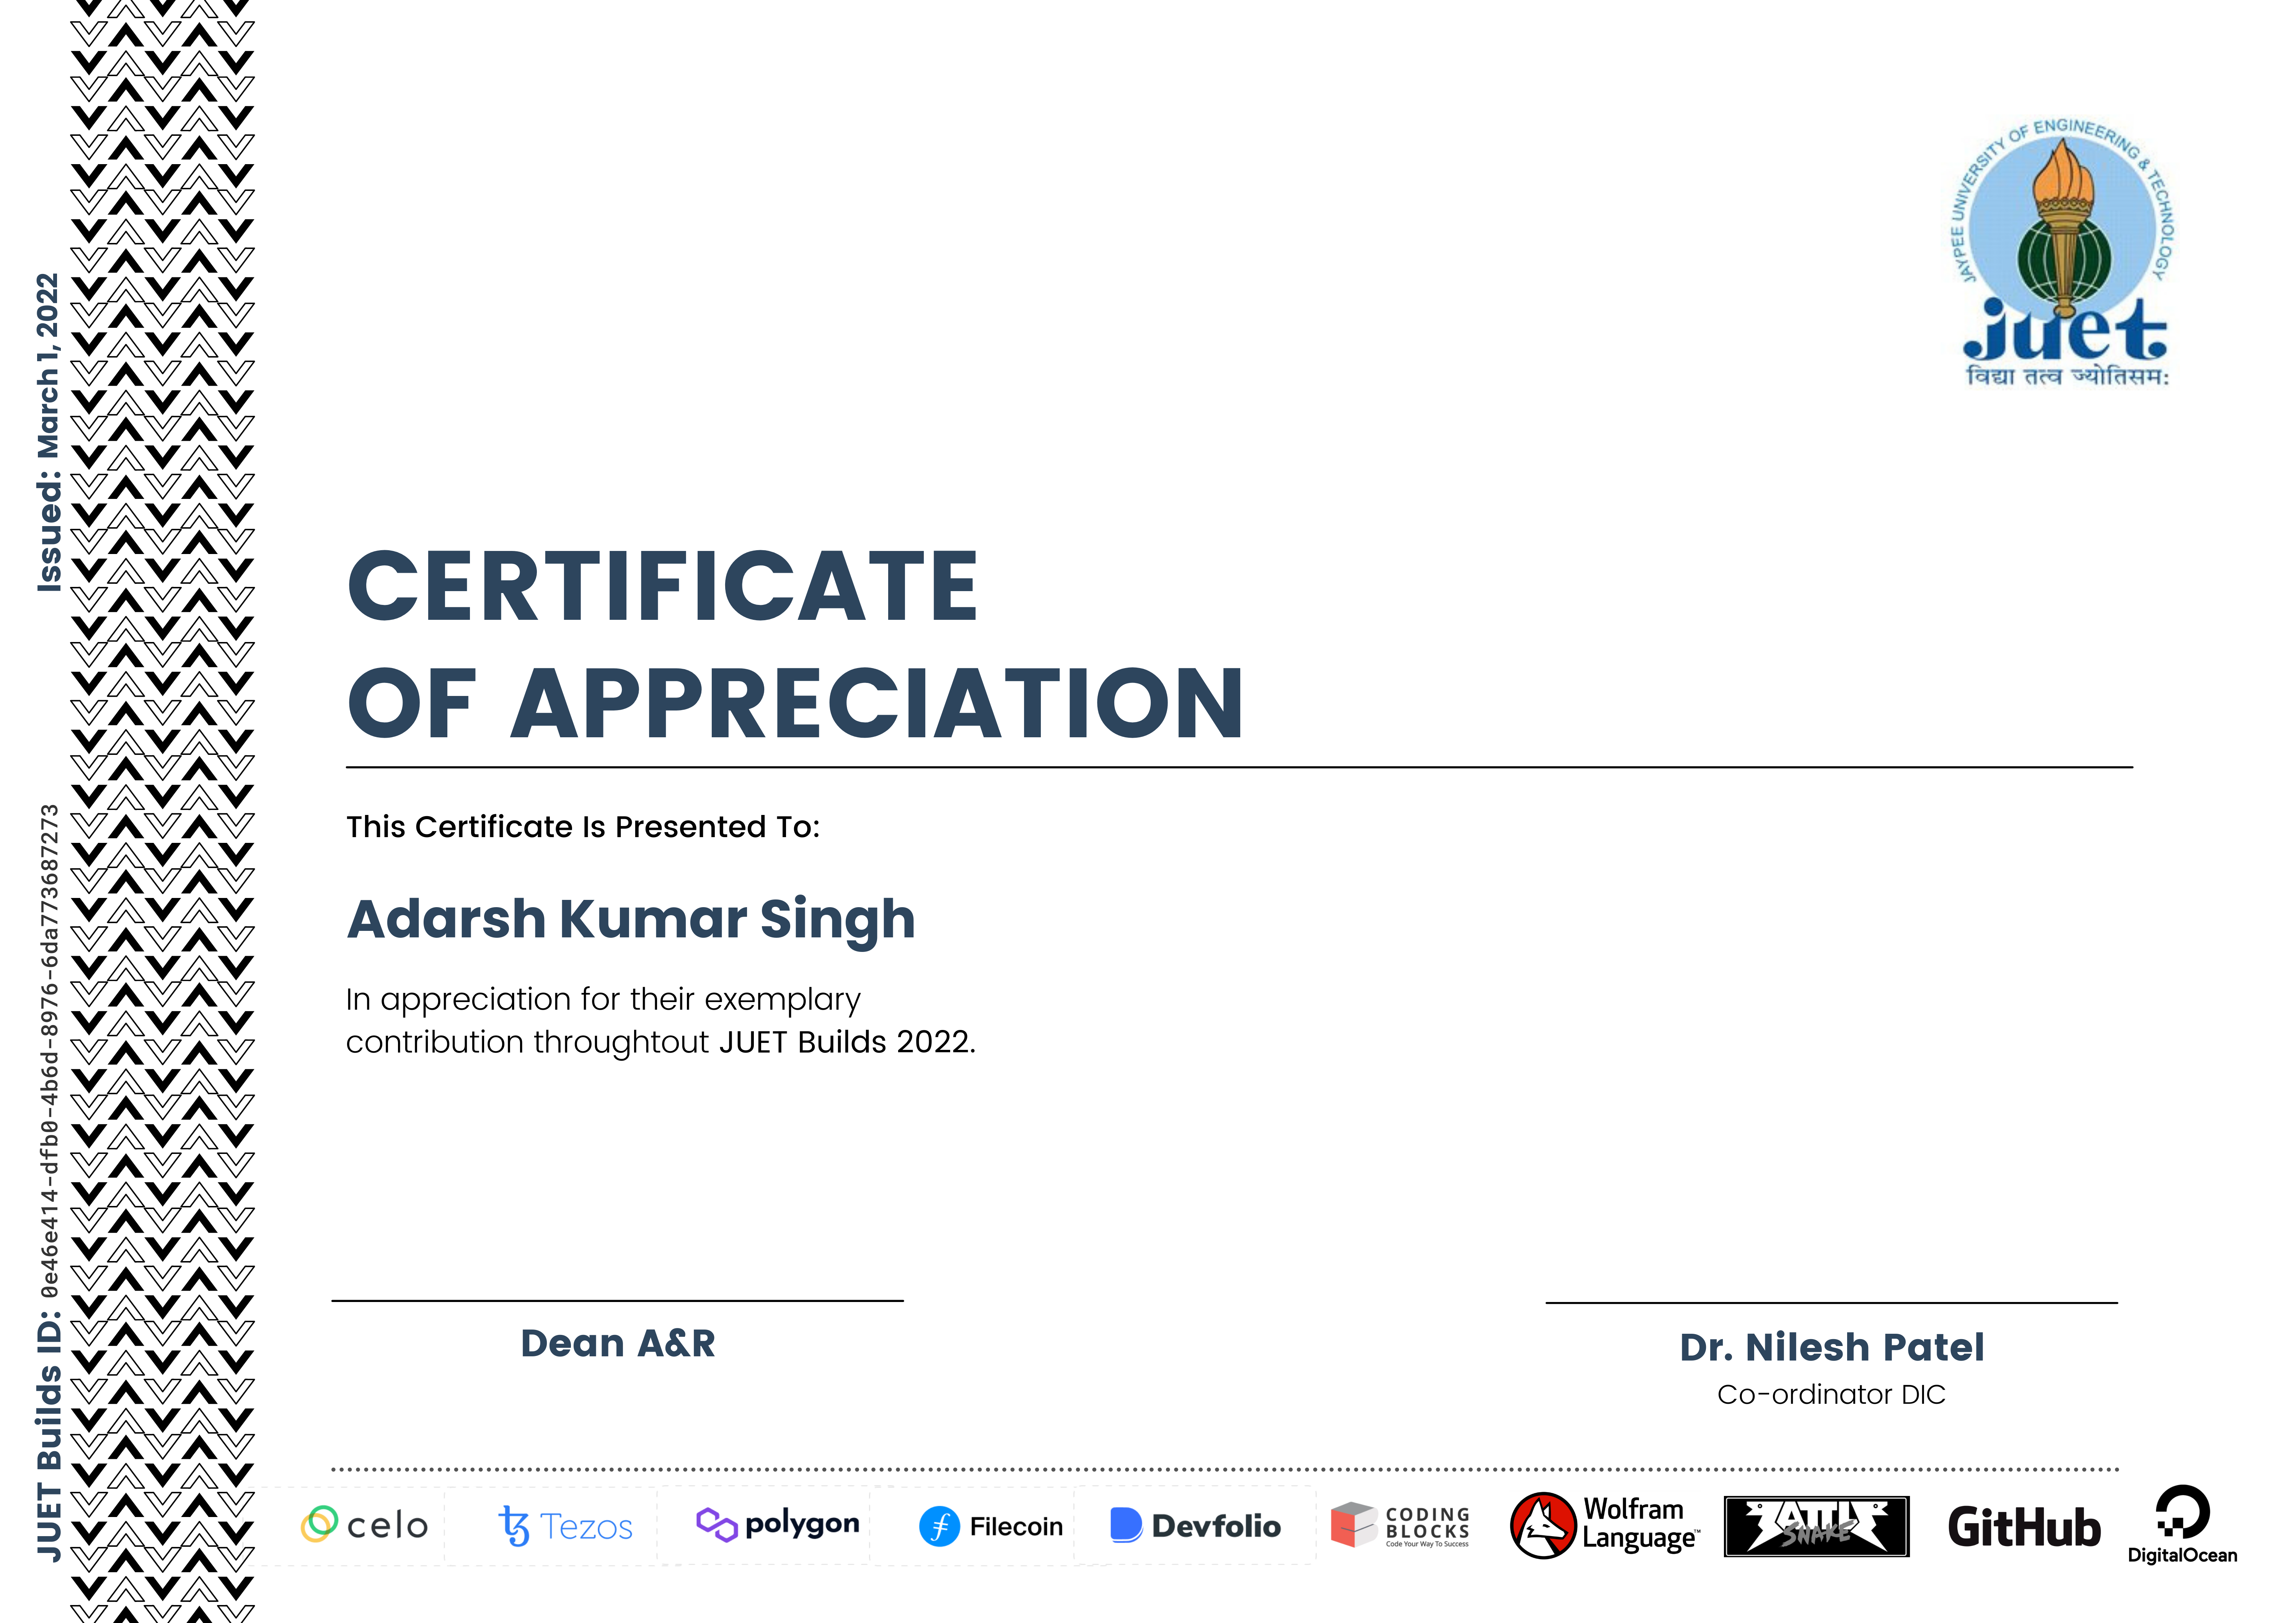 JAYPEE UNIVERSITY OF ENGINEERING & TECHNOLOGY
juet
विद्या तत्व ज्योतिसम:
Issued: March 1, 2022
JUET Builds ID: 0e46e414-dfb0-4b6d-8976-6da773687273
CERTIFICATE
OF APPRECIATION
This Certificate Is Presented To:
Adarsh Kumar Singh
In appreciation for their exemplary
contribution throughtout JUET Builds 2022.
Dean A&R
Dr. Nilesh Patel
Co-ordinator DIC
celo
Tezos
polygon
Filecoin
Devfolio
CODING
BLOCKS
Code Your Way To Success
Wolfram
Language™
SNAKE
GitHub
DigitalOcean